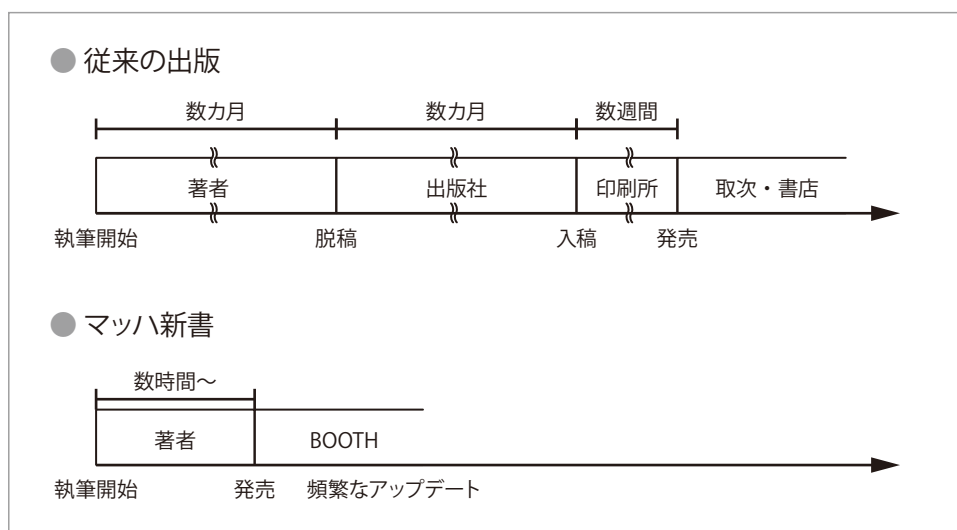 ● 従来の出版
数カ月 数カ月 数週間
著者 出版社 印刷所 取次・書店
執筆開始 脱稿 入稿 発売
● マッハ新書
数時間～
著者 BOOTH
執筆開始 発売 頻繁なアップデート